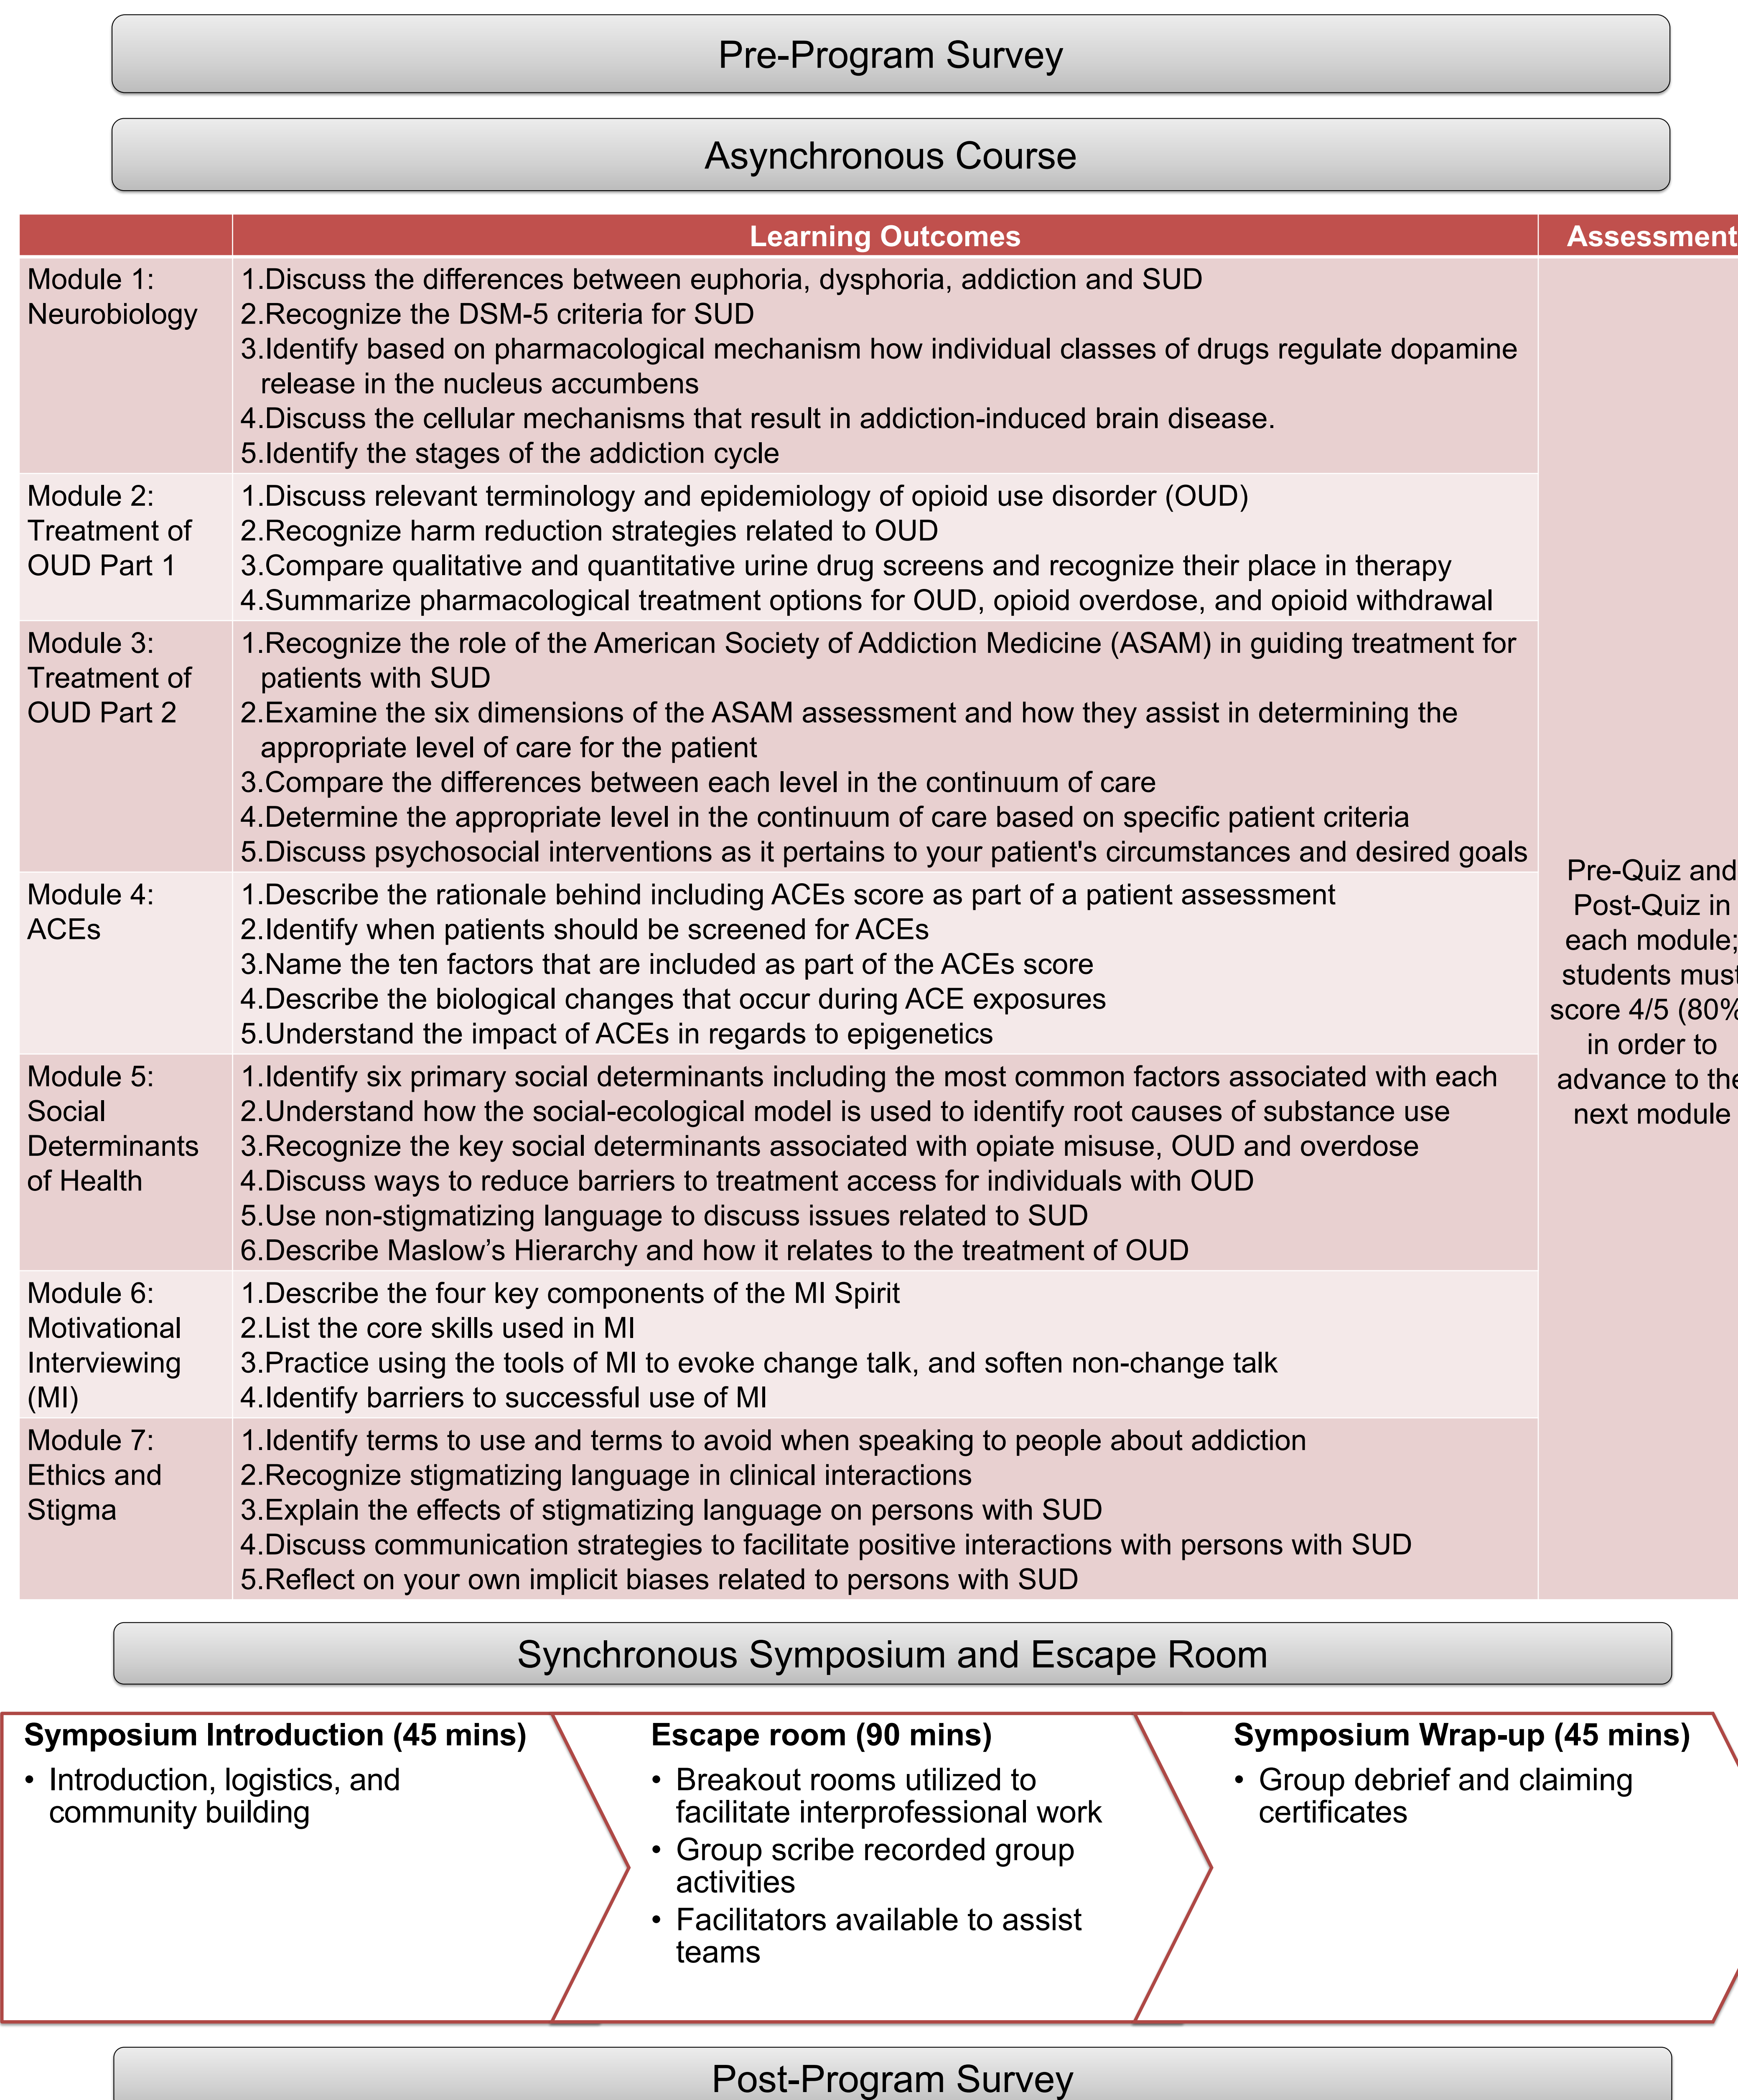 Pre-Program Survey
Asynchronous Course
Learning Outcomes
Assessment
Module 1:
Neurobiology
1.Discuss the differences between euphoria, dysphoria, addiction and SUD
2.Recognize the DSM-5 criteria for SUD
3.Identify based on pharmacological mechanism how individual classes of drugs regulate dopamine
release in the nucleus accumbens
4.Discuss the cellular mechanisms that result in addiction-induced brain disease.
5.Identify the stages of the addiction cycle
Module 2:
Treatment of
OUD Part 1
1.Discuss relevant terminology and epidemiology of opioid use disorder (OUD)
2.Recognize harm reduction strategies related to OUD
3.Compare qualitative and quantitative urine drug screens and recognize their place in therapy
4.Summarize pharmacological treatment options for OUD, opioid overdose, and opioid withdrawal
Module 3:
Treatment of
OUD Part 2
1.Recognize the role of the American Society of Addiction Medicine (ASAM) in guiding treatment for
patients with SUD
2.Examine the six dimensions of the ASAM assessment and how they assist in determining the
appropriate level of care for the patient
3.Compare the differences between each level in the continuum of care
4.Determine the appropriate level in the continuum of care based on specific patient criteria
5.Discuss psychosocial interventions as it pertains to your patient's circumstances and desired goals
Module 4:
ACEs
1.Describe the rationale behind including ACEs score as part of a patient assessment
2.Identify when patients should be screened for ACEs
3.Name the ten factors that are included as part of the ACEs score
4.Describe the biological changes that occur during ACE exposures
5.Understand the impact of ACEs in regards to epigenetics
Module 5:
Social
Determinants
of Health
1.Identify six primary social determinants including the most common factors associated with each
2.Understand how the social-ecological model is used to identify root causes of substance use
3.Recognize the key social determinants associated with opiate misuse, OUD and overdose
4.Discuss ways to reduce barriers to treatment access for individuals with OUD
5.Use non-stigmatizing language to discuss issues related to SUD
6.Describe Maslow’s Hierarchy and how it relates to the treatment of OUD
Module 6:
Motivational
Interviewing
(MI)
1.Describe the four key components of the MI Spirit
2.List the core skills used in MI
3.Practice using the tools of MI to evoke change talk, and soften non-change talk
4.Identify barriers to successful use of MI
Module 7:
Ethics and
Stigma
1.Identify terms to use and terms to avoid when speaking to people about addiction
2.Recognize stigmatizing language in clinical interactions
3.Explain the effects of stigmatizing language on persons with SUD
4.Discuss communication strategies to facilitate positive interactions with persons with SUD
5.Reflect on your own implicit biases related to persons with SUD
Pre-Quiz and
Post-Quiz in
each module;
students must
score 4/5 (80%
in order to
advance to the
next module
Synchronous Symposium and Escape Room
Symposium Introduction (45 mins)
• Introduction, logistics, and
community building
Escape room (90 mins)
• Breakout rooms utilized to
facilitate interprofessional work
• Group scribe recorded group
activities
• Facilitators available to assist
teams
Symposium Wrap-up (45 mins)
• Group debrief and claiming
certificates
Post-Program Survey